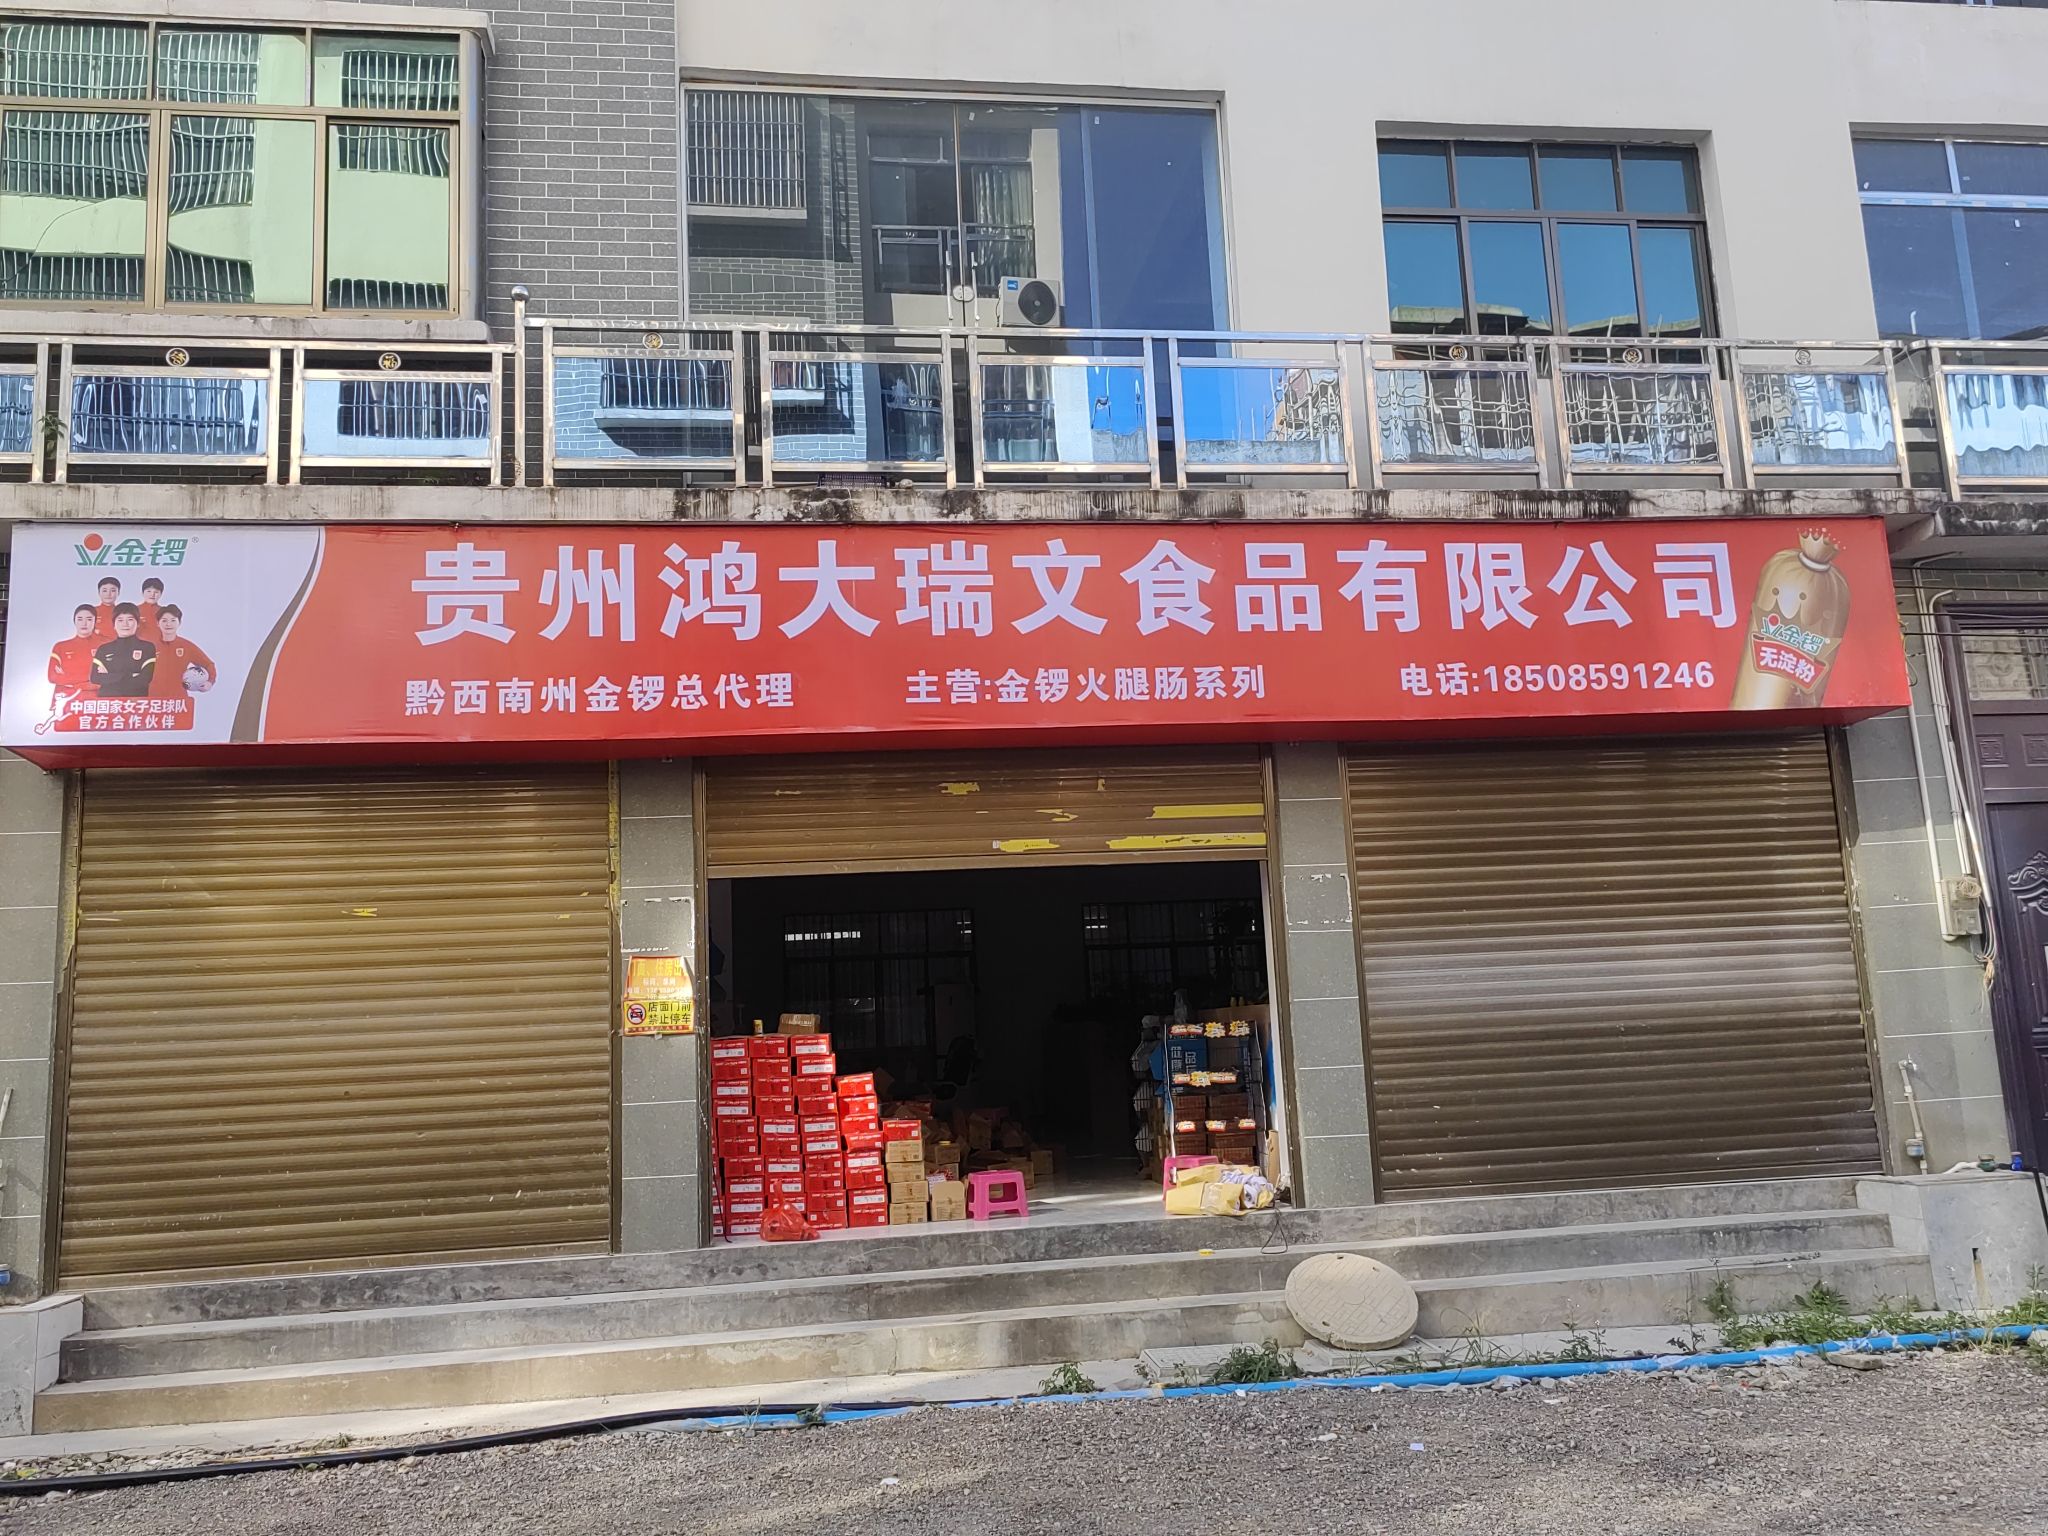 金锣
贵州鸿大瑞文食品有限公司
中国国家女子足球队
官方合作伙伴
黔西南州金锣总代理
主营:金锣火腿肠系列
电话:18508591246
金锣
无淀粉
店面门前
禁止停车